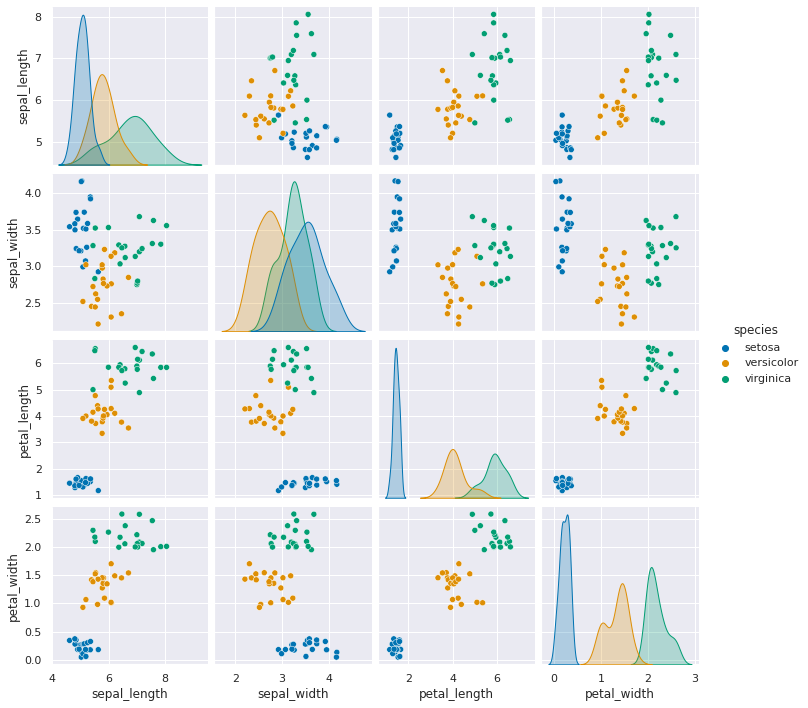 8
7
6
5
sepal_length
4.0
3.5
3.0
2.5
sepal_width
species
setosa
versicolor
virginica
6
5
4
3
2
1
petal_length
2.5
2.0
1.5
1.0
0.5
0.0
petal_width
4 6 8
2 3 4
2 4 6
0 1 2 3
sepal_length
sepal_width
petal_length
petal_width